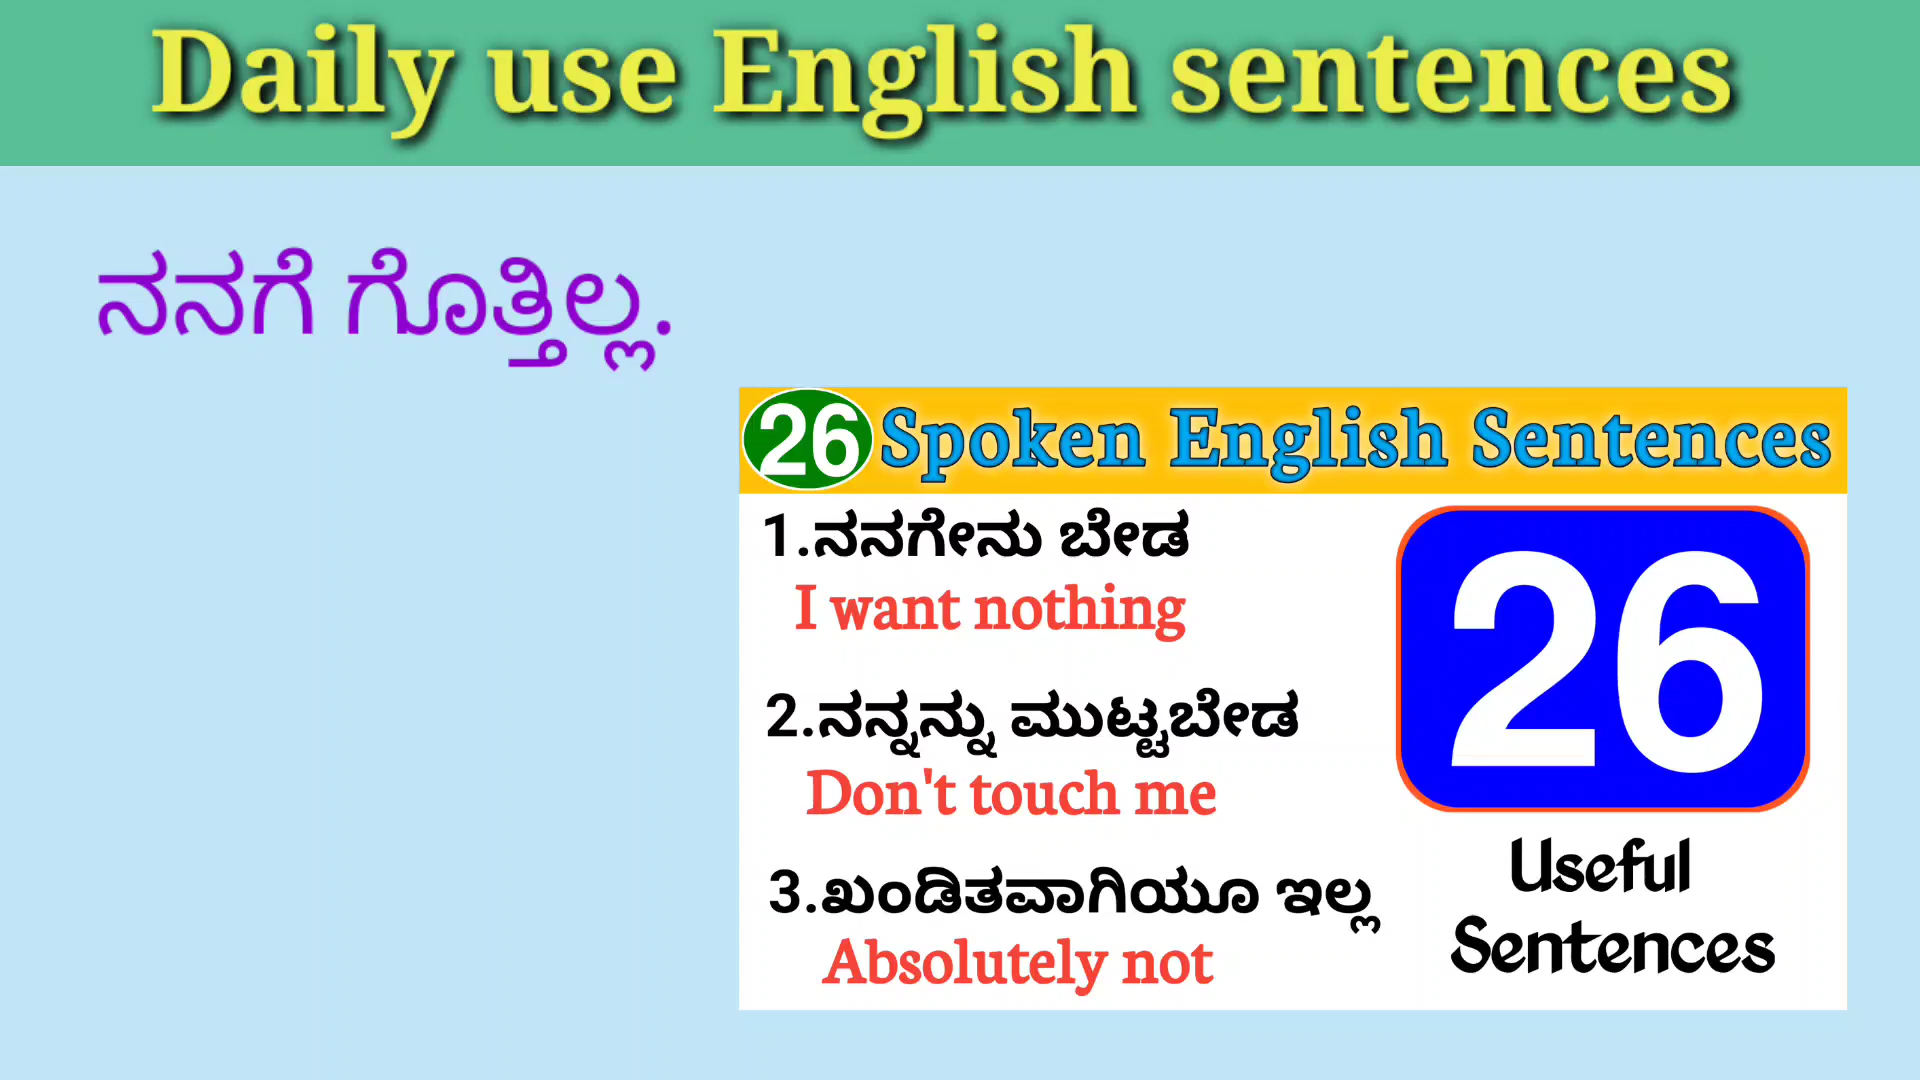 Daily use English sentences
ನನಗೆ ಗೊತ್ತಿಲ್ಲ.
26 Spoken English Sentences
1.ನನಗೇನು ಬೇಡ
I want nothing
2.ನನ್ನನ್ನು ಮುಟ್ಟಬೇಡ
Don't touch me
3.ಖಂಡಿತವಾಗಿಯೂ ಇಲ್ಲ
Absolutely not
26
Useful
Sentences